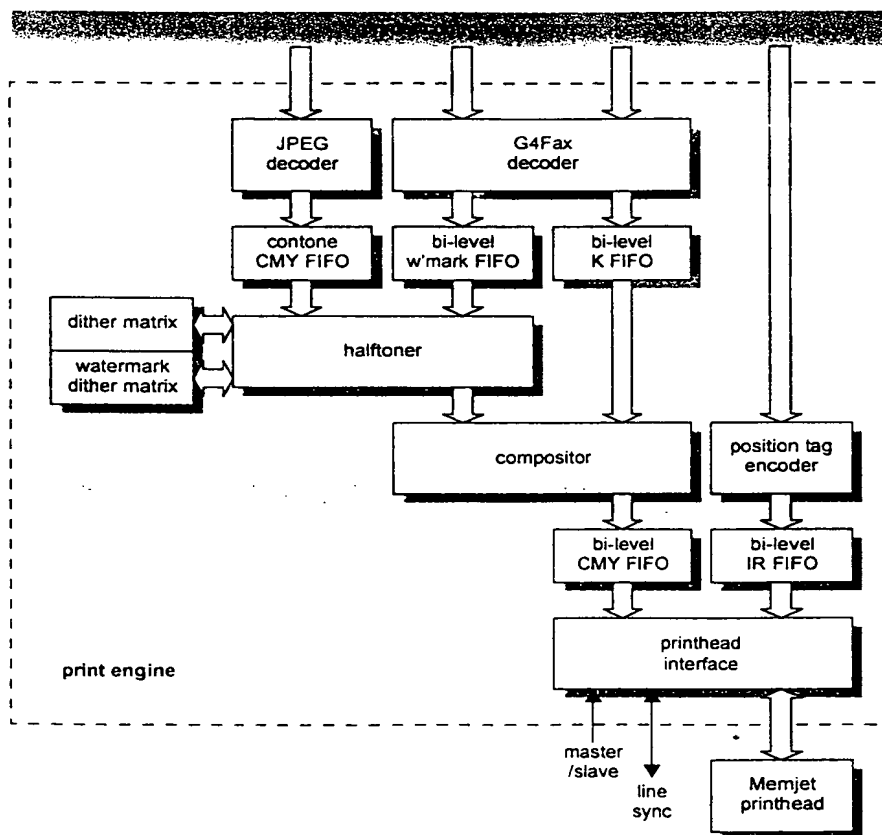 JPEG
decoder
G4Fax
decoder
contone
CMY FIFO
bi-level
w'mark FIFO
bi-level
K FIFO
dither matrix
watermark
dither matrix
halftoner
compositor
position tag
encoder
bi-level
CMY FIFO
bi-level
IR FIFO
printhead
interface
print engine
master
/slave
line
sync
Memjet
printhead